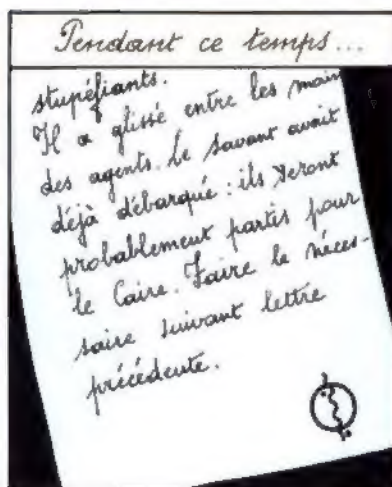 Pendant ce temps...
stupéfiants.
Il a glissé entre les main
des agents. Le savant avait
déjà débarqué : ils seront
probablement partis pour
le Caire. Faire le néces-
saire suivant lettre
précédente.